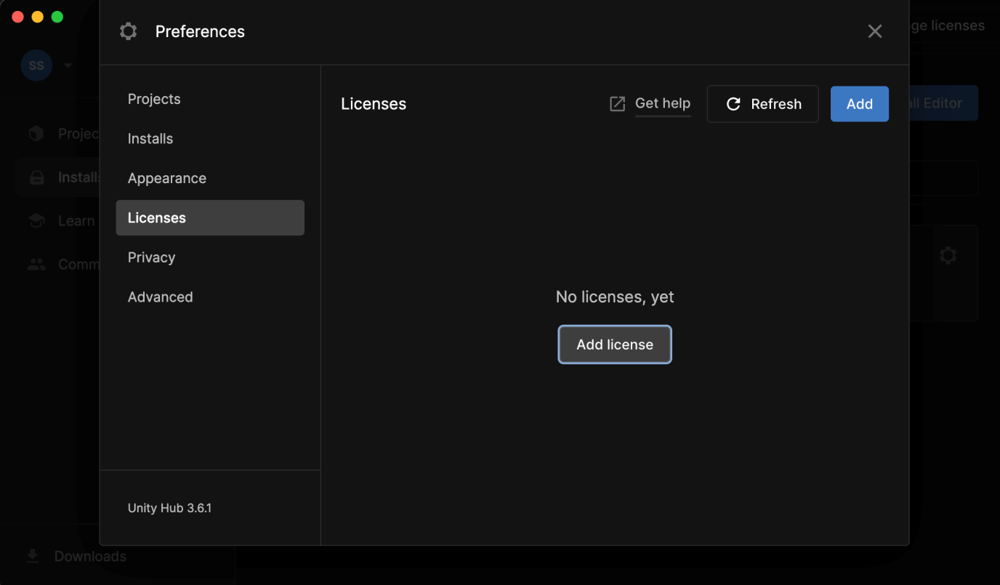 Preferences
ge licenses
SS
Projects
Installs
Appearance
Licenses
Privacy
Advanced
Unity Hub 3.6.1
Licenses
Get help
Refresh
Add
No licenses, yet
Add license
Projec
Installs
Learn
Comm
Downloads
ll Editor